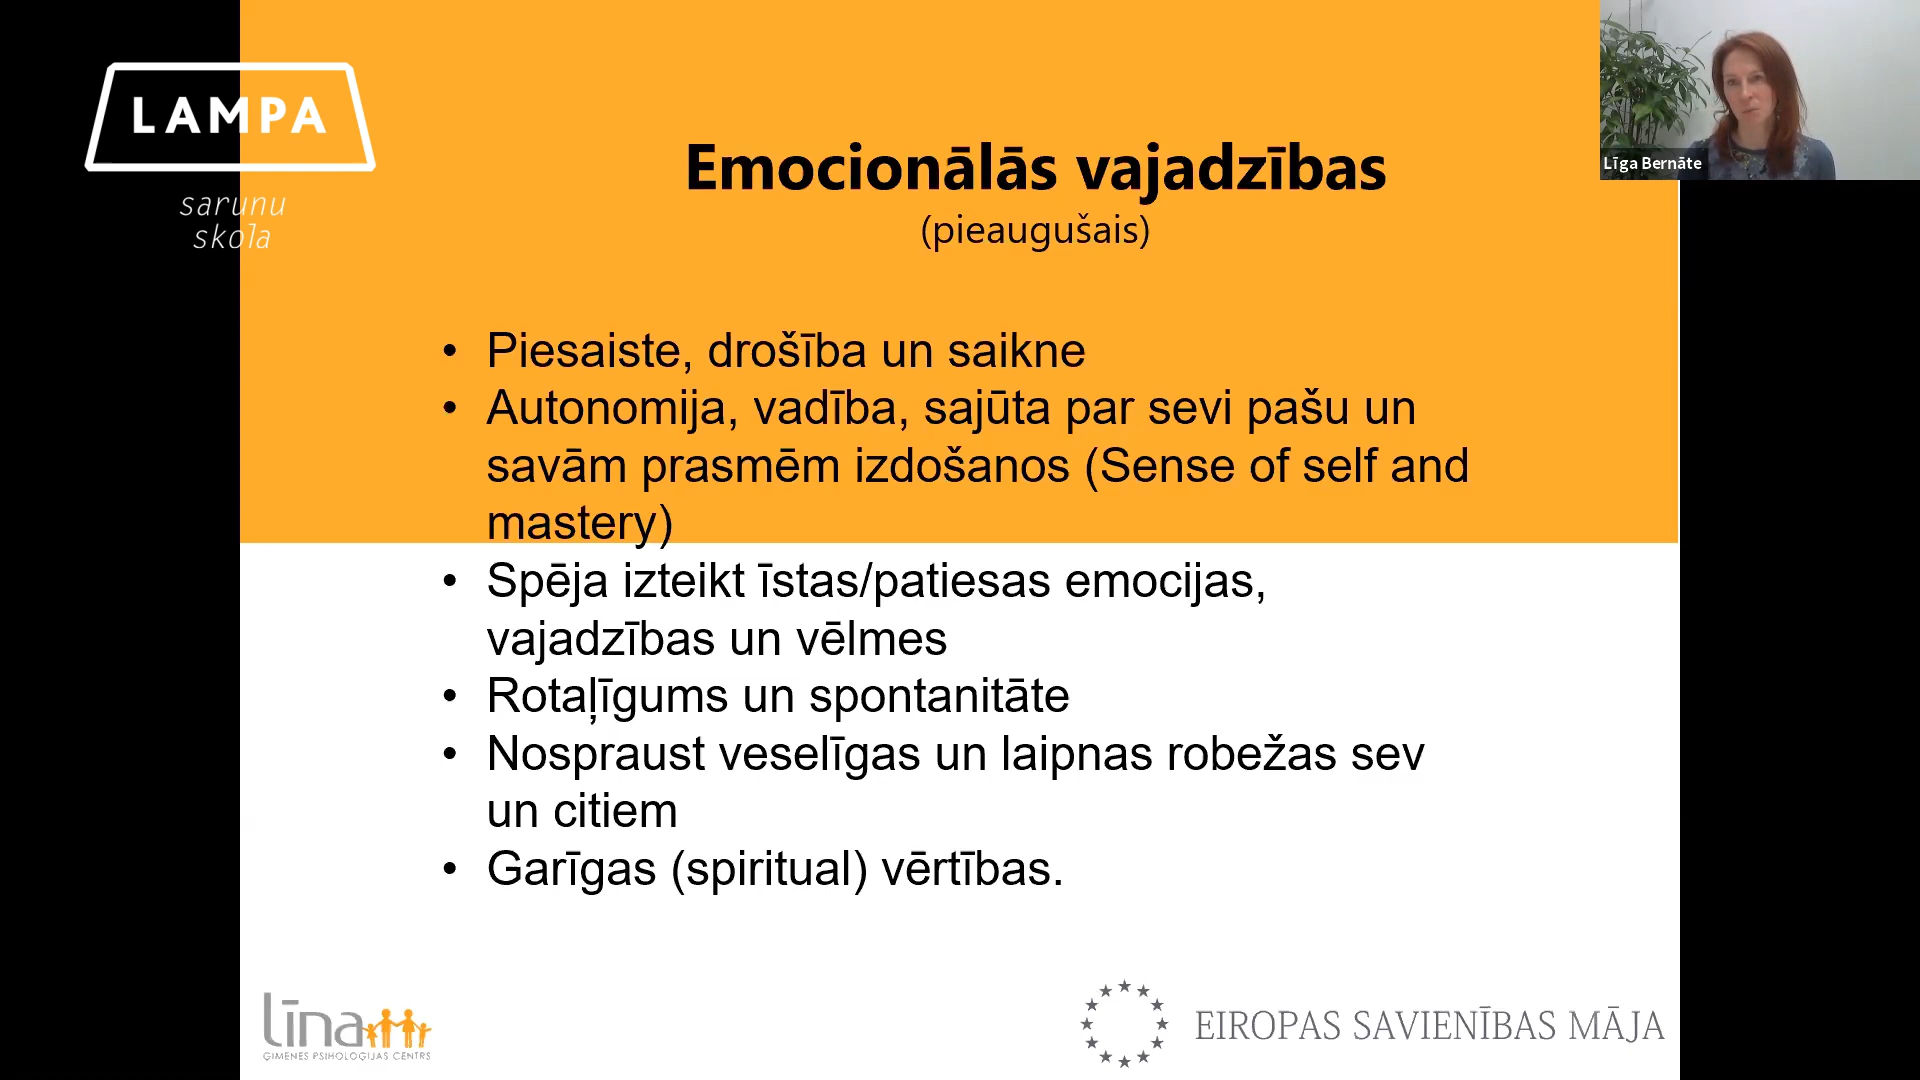 LAMPA
sarunu
skola
Līga Bernāte
Emocionālās vajadzības
(pieaugušais)
• Piesaiste, drošība un saikne
• Autonomija, vadība, sajūta par sevi pašu un
savām prasmēm izdošanos (Sense of self and
mastery)
• Spēja izteikt īstas/patiesas emocijas,
vajadzības un vēlmes
• Rotaļīgums un spontanitāte
• Nospraust veselīgas un laipnas robežas sev
un citiem
• Garīgas (spiritual) vērtības.
līna
ĢIMENES PSIHOLOĢIJAS CENTRS
EIROPAS SAVIENĪBAS MĀJA